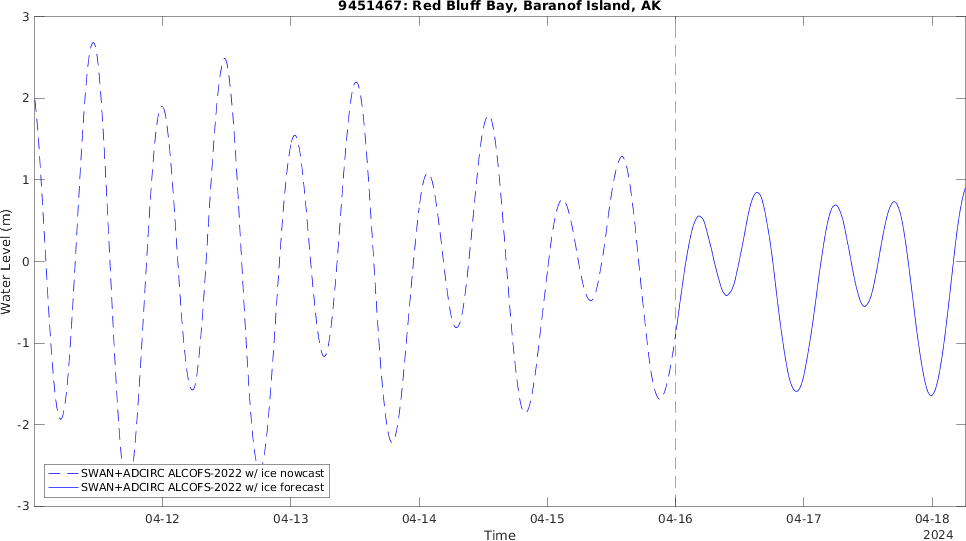 9451467: Red Bluff Bay, Baranof Island, AK
3
2
1
0
-1
-2
-3
Water Level (m)
SWAN+ADCIRC ALCOFS-2022 w/ ice nowcast
SWAN+ADCIRC ALCOFS-2022 w/ ice forecast
04-12 04-13 04-14 04-15 04-16 04-17 04-18
Time
2024